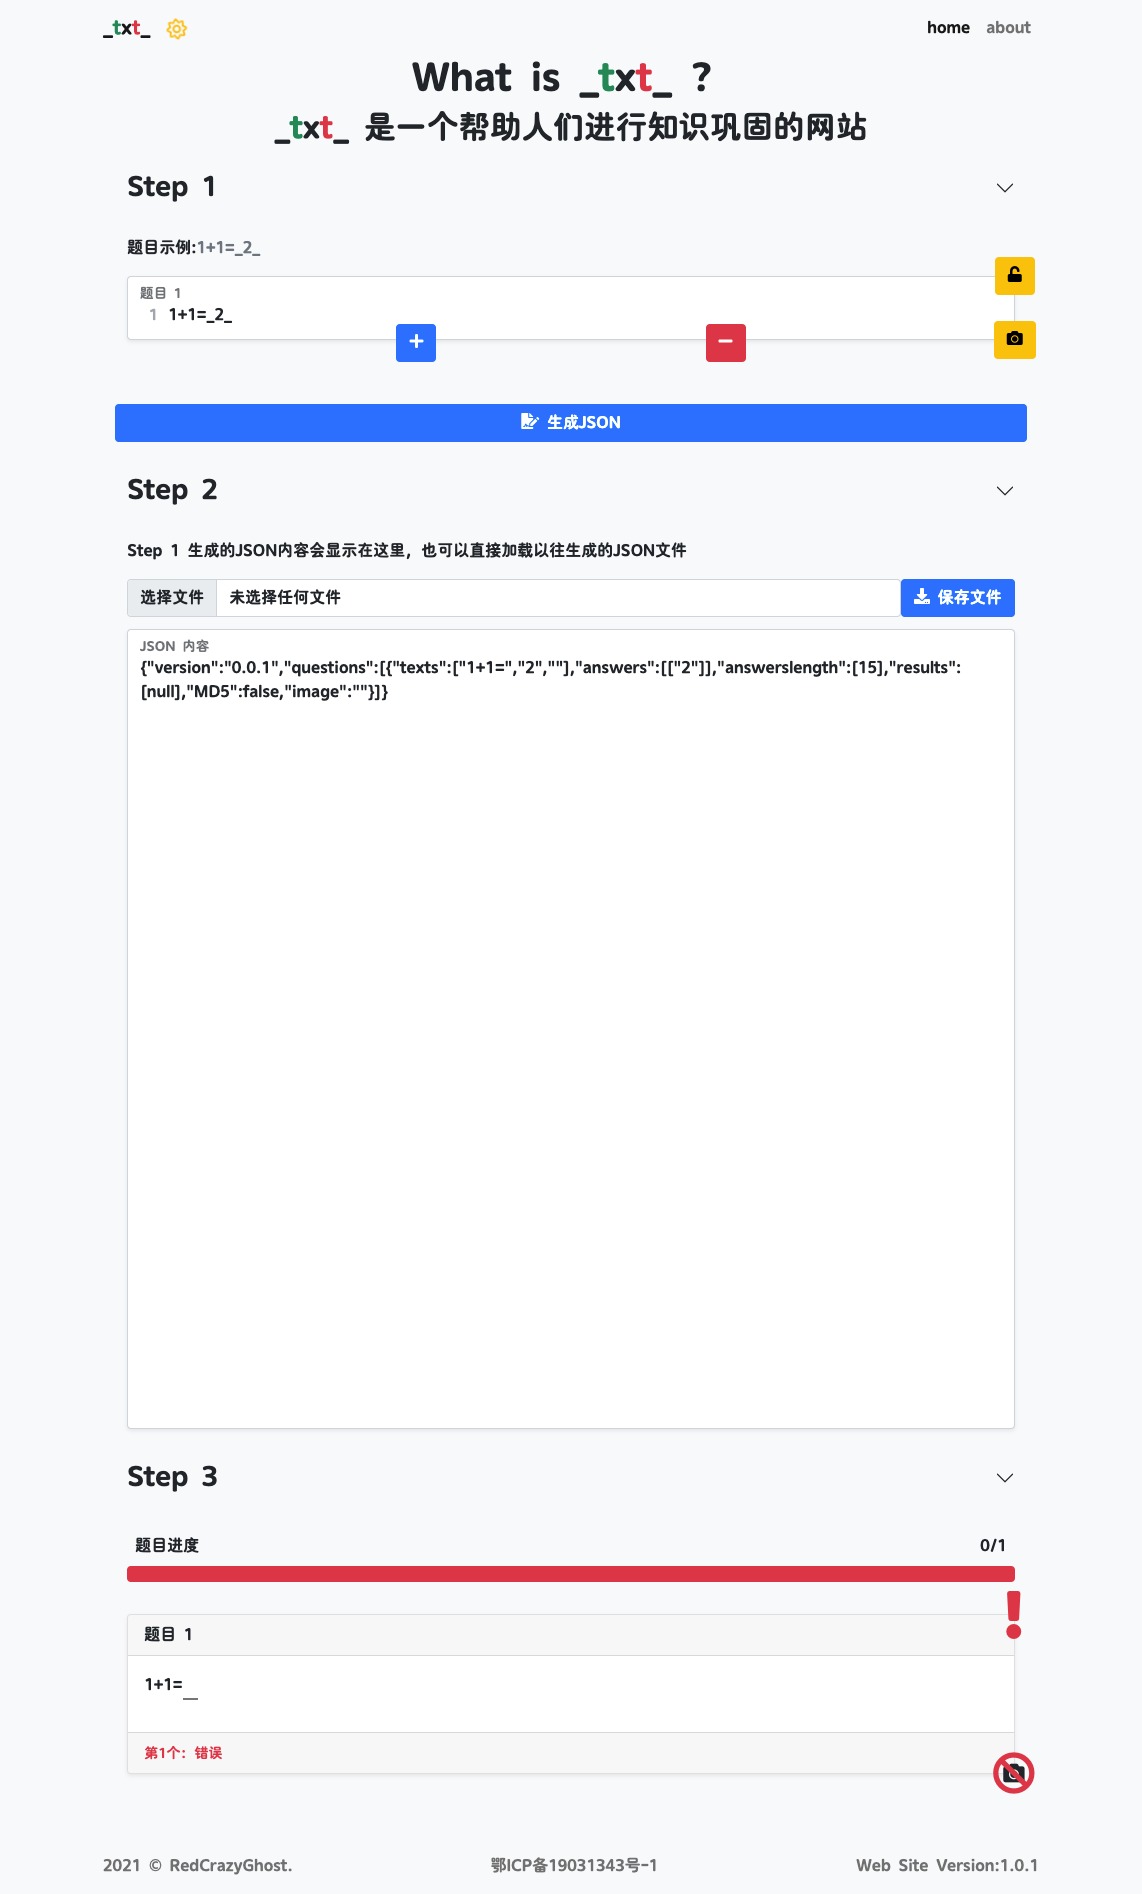 _txt_
home about
What is _txt_ ?
_txt_ 是一个帮助人们进行知识巩固的网站
Step 1
题目示例:1+1=_2_
题目 1
1 1+1=_2_
生成JSON
Step 2
Step 1 生成的JSON内容会显示在这里，也可以直接加载以往生成的JSON文件
选择文件 未选择任何文件 保存文件
JSON 内容
{"version":"0.0.1","questions":[{"texts":["1+1=","2",""],"answers":[["2"]],"answerslength":[15],"results":
[null],"MD5":false,"image":""}]}
Step 3
题目进度 0/1
题目 1
1+1=__
第1个：错误
2021 © RedCrazyGhost. 鄂ICP备19031343号-1 Web Site Version:1.0.1